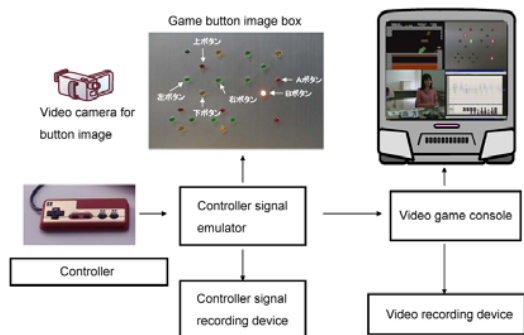 Game button image box
上ボタン
Aボタン
Bボタン
左ボタン
右ボタン
下ボタン
Video camera for
button image
Controller
Controller signal
emulator
Video game console
Controller signal
recording device
Video recording device